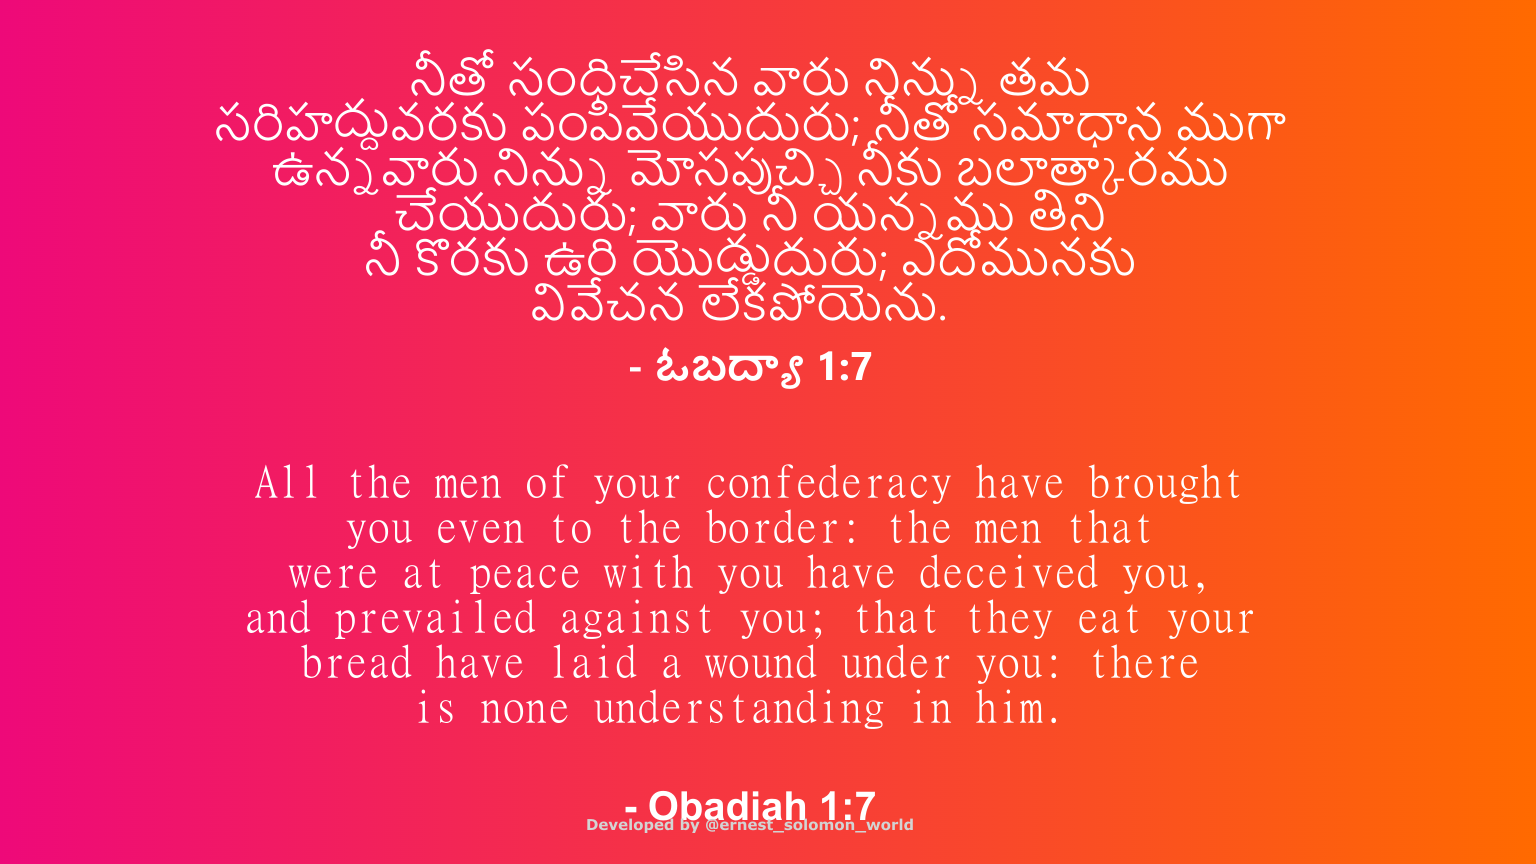 నీతో సంధిచేసిన వారు నిన్ను తమ
సరిహద్దువరకు పంపివేయుదురు; నీతో సమాధాన ముగా
ఉన్నవారు నిన్ను మోసపుచ్చి నీకు బలాత్కారము
చేయుదురు; వారు నీ యన్నము తిని
నీ కొరకు ఉరి యొడ్డుదురు; ఎదోమునకు
వివేచన లేకపోయెను.
- ఓబద్యా 1:7
All the men of your confederacy have brought
you even to the border: the men that
were at peace with you have deceived you,
and prevailed against you; that they eat your
bread have laid a wound under you: there
is none understanding in him.
- Obadiah 1:7
Developed by @ernest_solomon_world